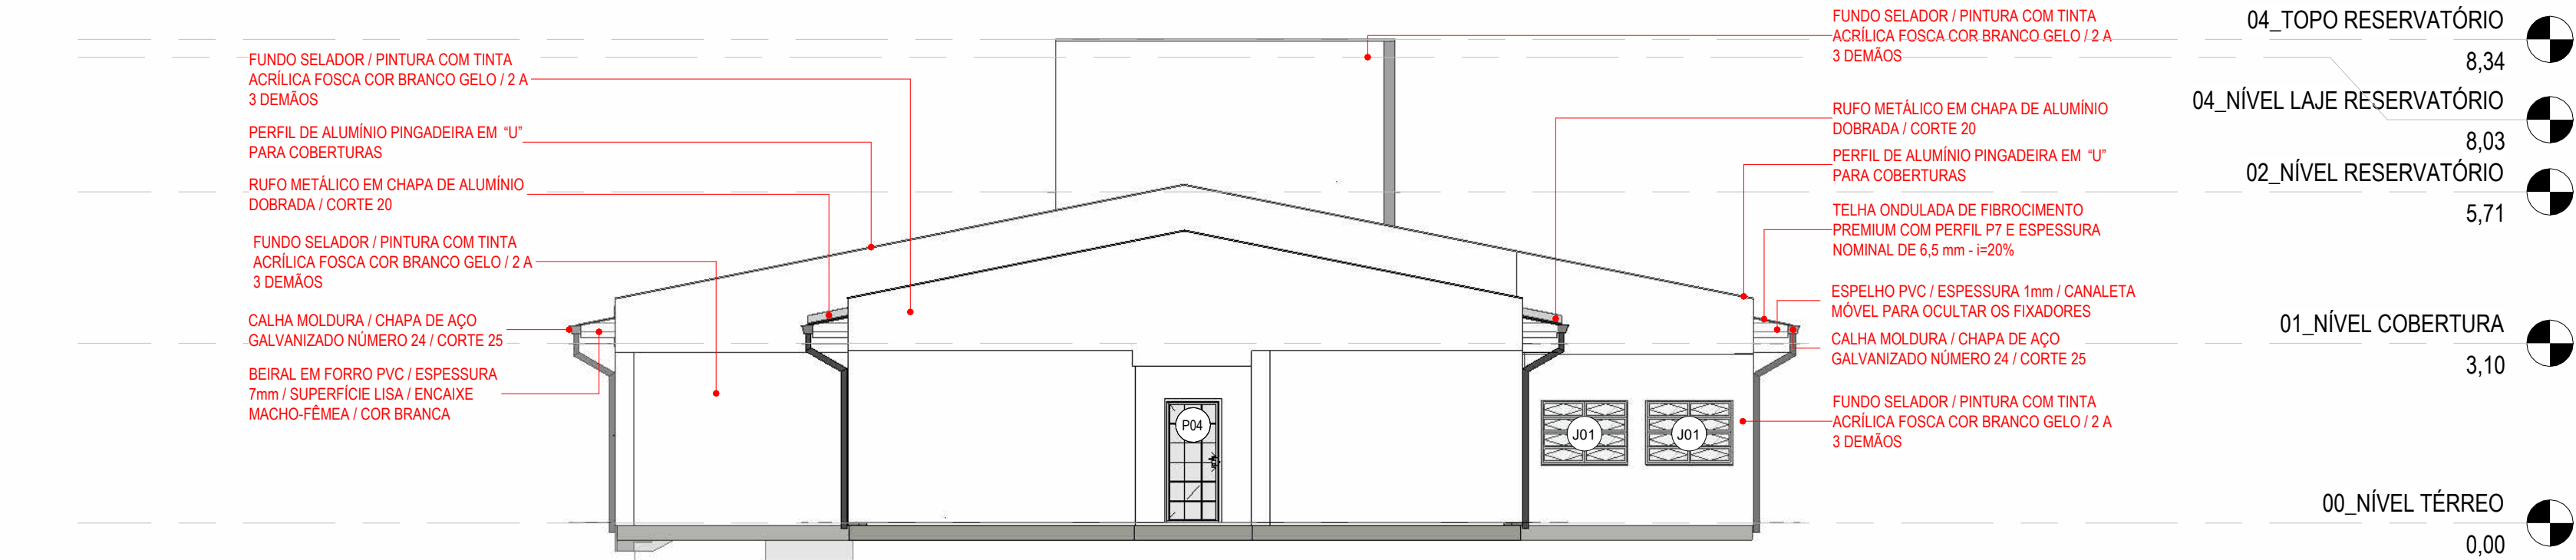 FUNDO SELADOR / PINTURA COM TINTA
ACRÍLICA FOSCA COR BRANCO GELO / 2 A
3 DEMÃOS
PERFIL DE ALUMÍNIO PINGADEIRA EM “U”
PARA COBERTURAS
RUFO METÁLICO EM CHAPA DE ALUMÍNIO
DOBRADA / CORTE 20
FUNDO SELADOR / PINTURA COM TINTA
ACRÍLICA FOSCA COR BRANCO GELO / 2 A
3 DEMÃOS
CALHA MOLDURA / CHAPA DE AÇO
GALVANIZADO NÚMERO 24 / CORTE 25
BEIRAL EM FORRO PVC / ESPESSURA
7mm / SUPERFÍCIE LISA / ENCAIXE
MACHO-FÊMEA / COR BRANCA
P04
J01
J01
FUNDO SELADOR / PINTURA COM TINTA
ACRÍLICA FOSCA COR BRANCO GELO / 2 A
3 DEMÃOS
RUFO METÁLICO EM CHAPA DE ALUMÍNIO
DOBRADA / CORTE 20
PERFIL DE ALUMÍNIO PINGADEIRA EM “U”
PARA COBERTURAS
TELHA ONDULADA DE FIBROCIMENTO
PREMIUM COM PERFIL P7 E ESPESSURA
NOMINAL DE 6,5 mm - i=20%
ESPELHO PVC / ESPESSURA 1mm / CANALETA
MÓVEL PARA OCULTAR OS FIXADORES
CALHA MOLDURA / CHAPA DE AÇO
GALVANIZADO NÚMERO 24 / CORTE 25
FUNDO SELADOR / PINTURA COM TINTA
ACRÍLICA FOSCA COR BRANCO GELO / 2 A
3 DEMÃOS
04_TOPO RESERVATÓRIO
8,34
04_NÍVEL LAJE RESERVATÓRIO
8,03
02_NÍVEL RESERVATÓRIO
5,71
01_NÍVEL COBERTURA
3,10
00_NÍVEL TÉRREO
0,00